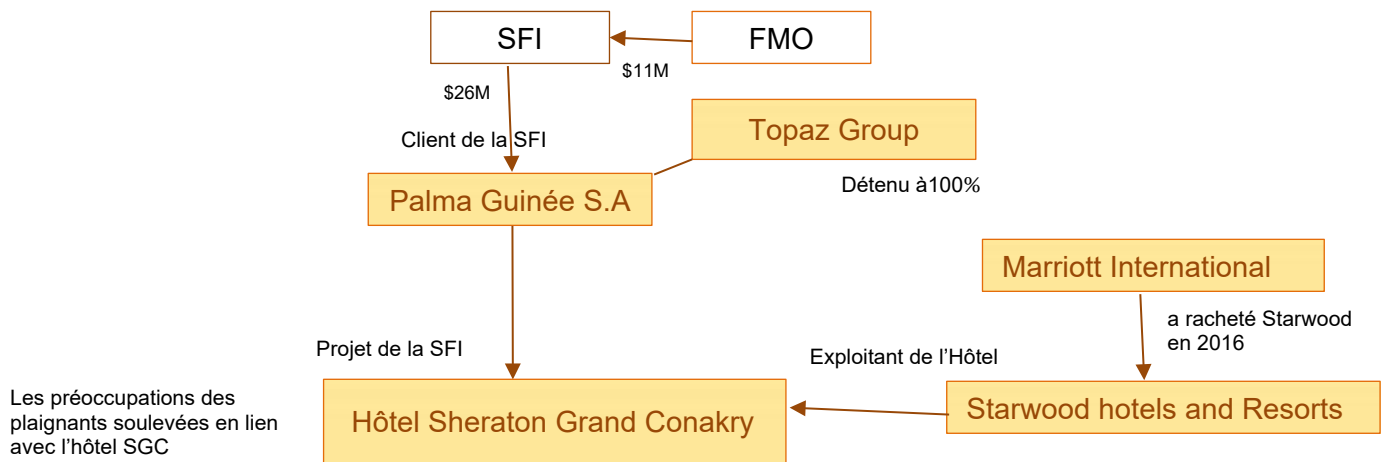 SFI
FMO
$11M
$26M
Topaz Group
Client de la SFI
Détenu à100%
Palma Guinée S.A
Marriott International
a racheté Starwood
en 2016
Projet de la SFI
Exploitant de l'Hôtel
Les préoccupations des
plaignants soulevées en lien
avec l'hôtel SGC
Hôtel Sheraton Grand Conakry
Starwood hotels and Resorts